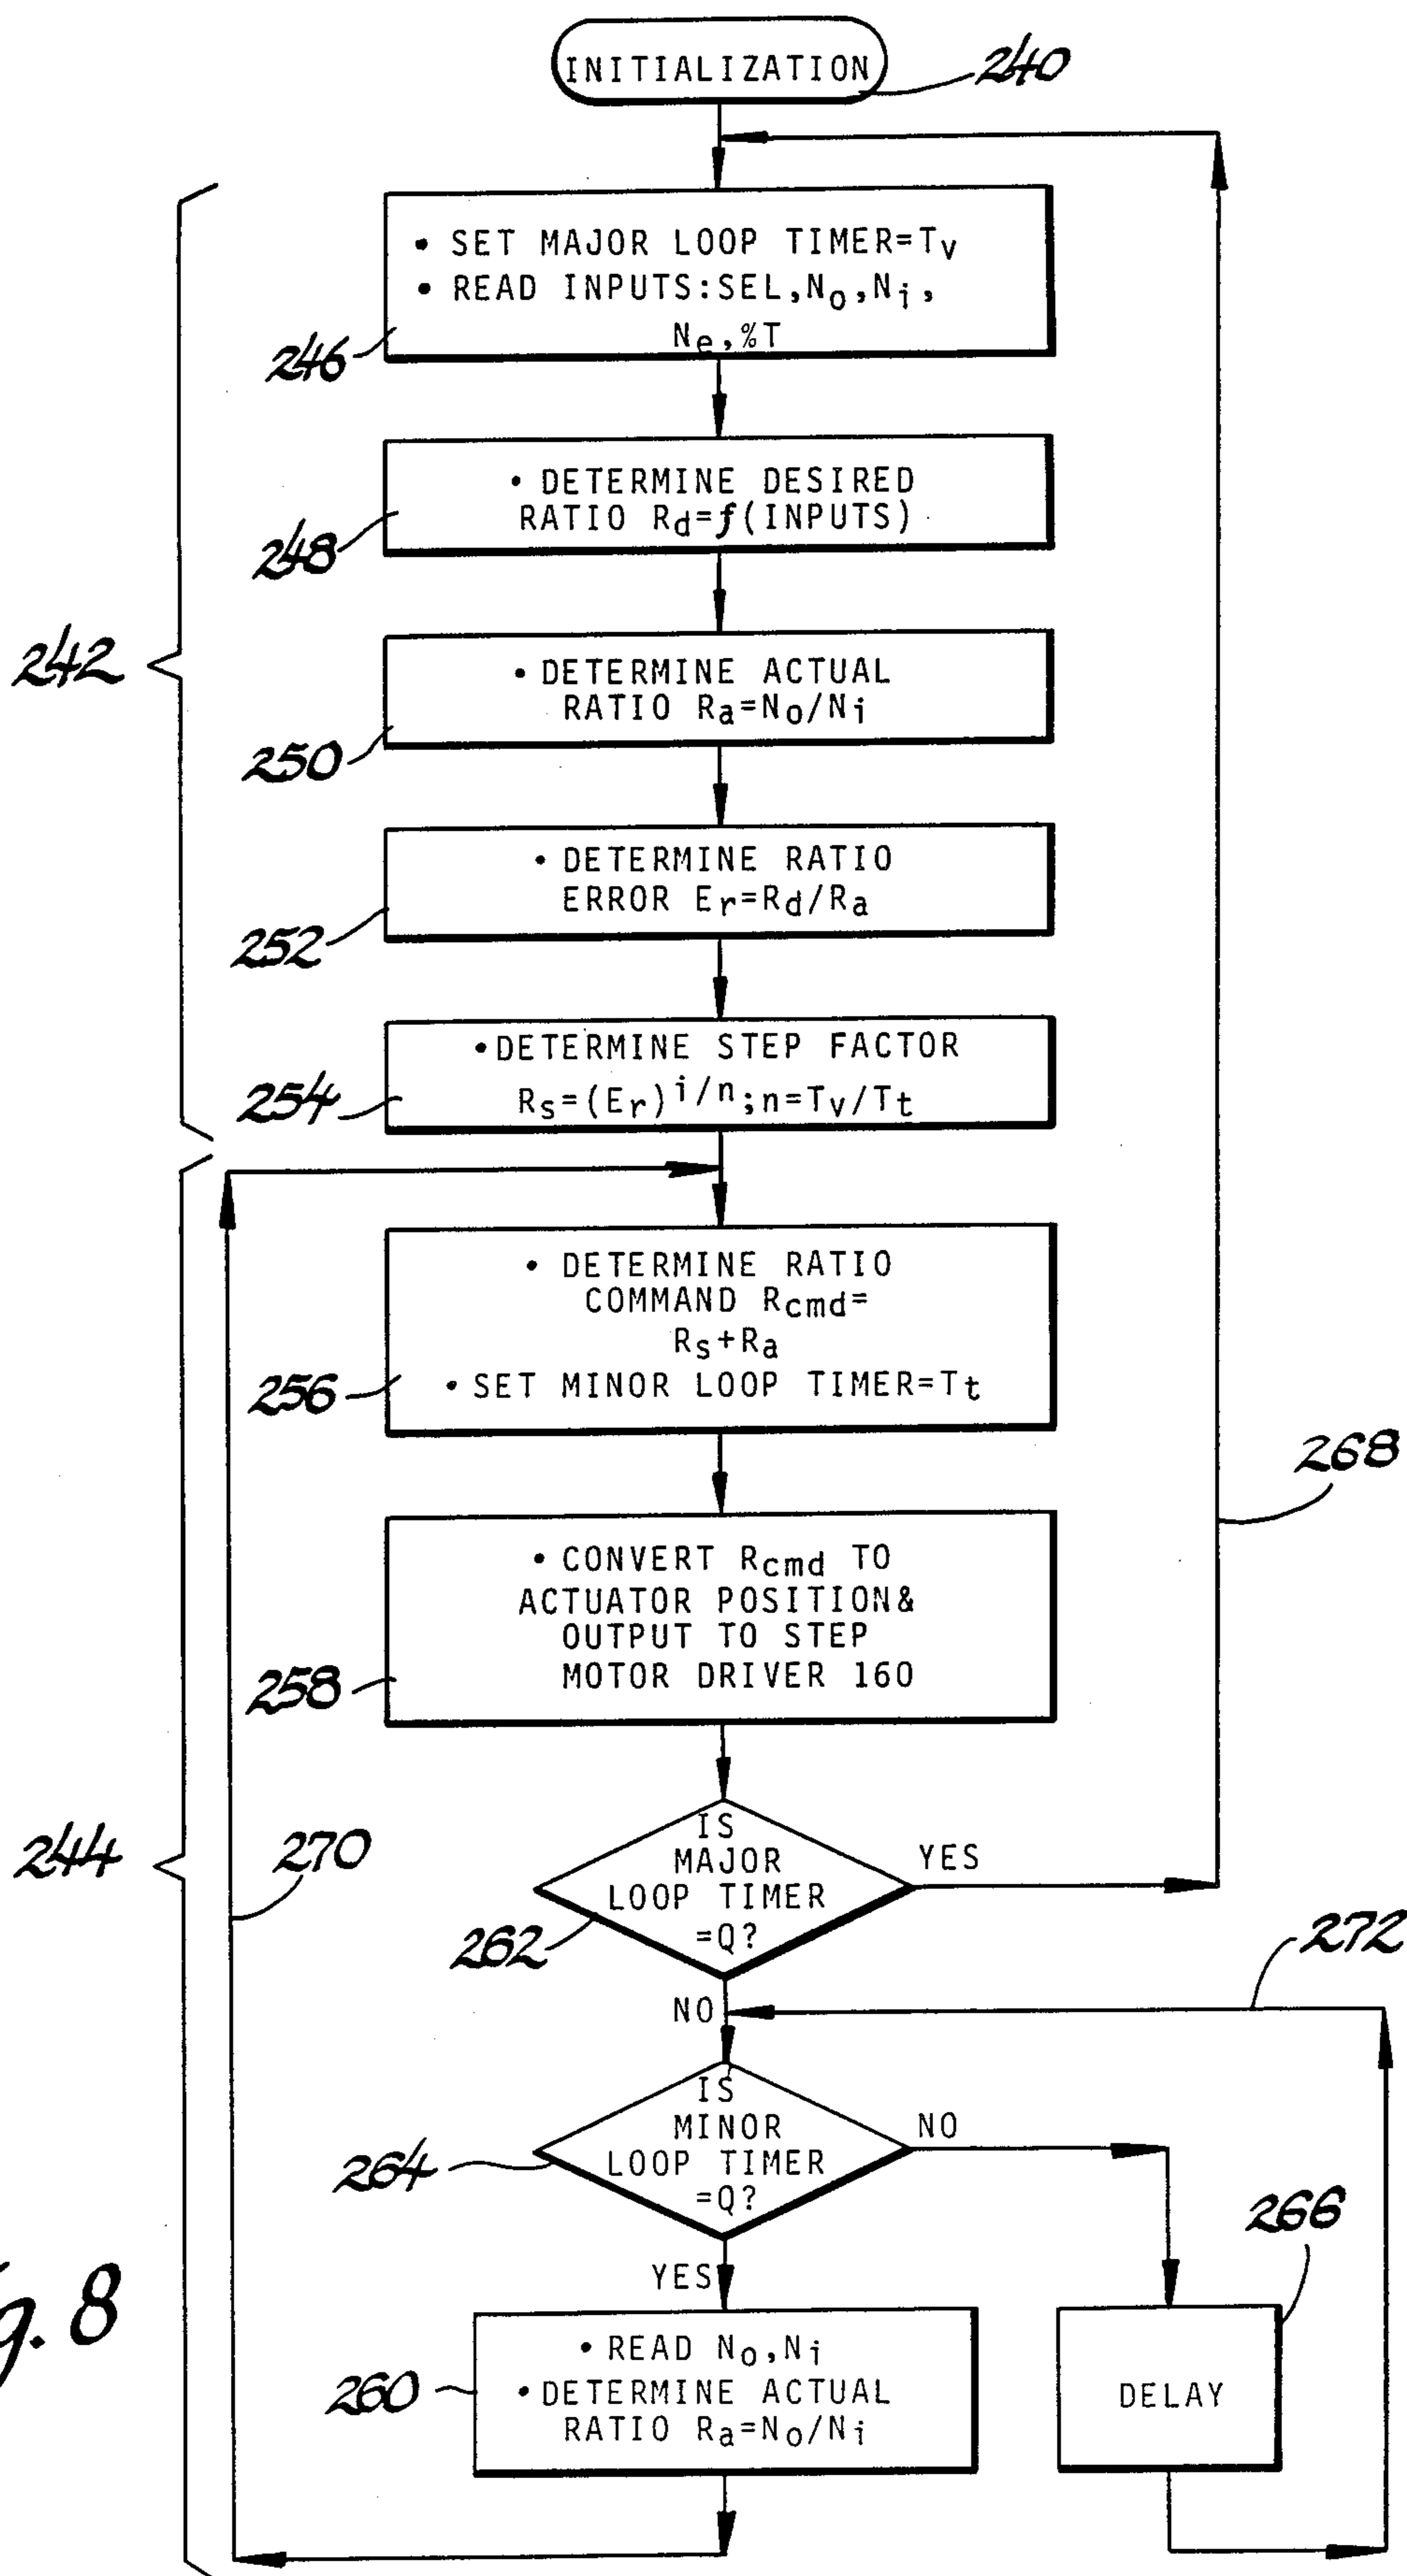 INITIALIZATION
240
• SET MAJOR LOOP TIMER=Tv
• READ INPUTS:SEL,No,Ni,
Ne,%T
246
• DETERMINE DESIRED
RATIO Rd=f(INPUTS)
248
242
• DETERMINE ACTUAL
RATIO Ra=No/Ni
250
• DETERMINE RATIO
ERROR Er=Rd/Ra
252
•DETERMINE STEP FACTOR
Rs=(Er)i/n;n=Tv/Tt
254
• DETERMINE RATIO
COMMAND Rcmd=
Rs+Ra
• SET MINOR LOOP TIMER=Tt
256
268
• CONVERT Rcmd TO
ACTUATOR POSITION&
OUTPUT TO STEP
MOTOR DRIVER 160
258
244
270
IS
MAJOR
LOOP TIMER
=Q?
YES
262
272
NO
IS
MINOR
LOOP TIMER
=Q?
NO
264
266
YES
• READ No,Ni
• DETERMINE ACTUAL
RATIO Ra=No/Ni
260
DELAY
g. 8